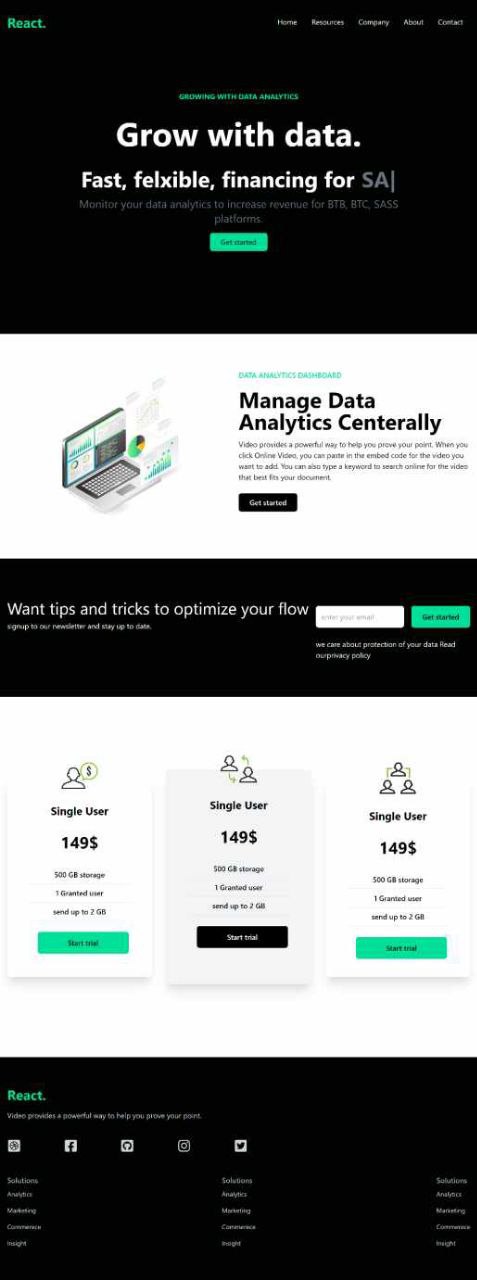 React.
Home Resources Company About Contact
GROWING WITH DATA ANALYTICS
Grow with data.
Fast, felxible, financing for SA|
Monitor your data analytics to increase revenue for BTB, BTC, SASS
platforms.
Get started
DATA ANALYTICS DASHBOARD
Manage Data
Analytics Centerally
Video provides a powerful way to help you prove your point. When you
click Online Video, you can paste in the embed code for the video you
want to add. You can also type a keyword to search online for the video
that best fits your document.
Get started
Want tips and tricks to optimize your flow
signup to our newsletter and stay up to date.
enter your email
Get started
we care about protection of your data Read
ourprivacy policy
Single User
149$
500 GB storage
1 Granted user
send up to 2 GB
Start trial
Single User
149$
500 GB storage
1 Granted user
send up to 2 GB
Start trial
Single User
149$
500 GB storage
1 Granted user
send up to 2 GB
Start trial
React.
Video provides a powerful way to help you prove your point.
Solutions
Analytics
Marketing
Commerece
Insight
Solutions
Analytics
Marketing
Commerece
Insight
Solutions
Analytics
Marketing
Commerece
Insight